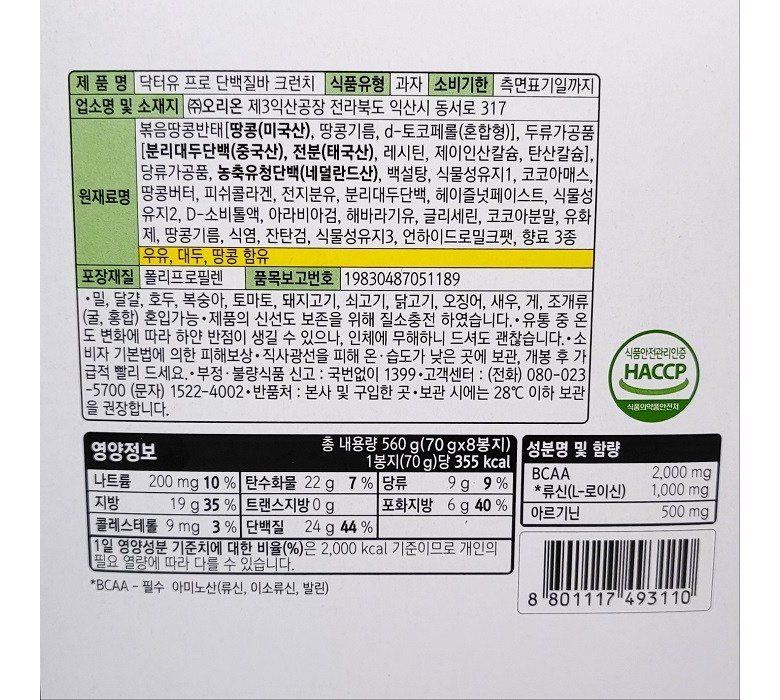 제 품 명 닥터유 프로 단백질바 크런치 식품유형 과자 소비기한 측면표기일까지
업소명 및 소재지 ㈜오리온 제3익산공장 전라북도 익산시 동서로 317
원재료명
볶음땅콩반태[땅콩(미국산), 땅콩기름, d-토코페롤(혼합형)], 두류가공품
[분리대두단백(중국산), 전분(태국산), 레시틴, 제이인산칼슘, 탄산칼슘],
당류가공품, 농축유청단백(네덜란드산), 백설탕, 식물성유지1, 코코아매스,
땅콩버터, 피쉬콜라겐, 전지분유, 분리대두단백, 헤이즐넛페이스트, 식물성
유지2, D-소비톨액, 아라비아검, 해바라기유, 글리세린, 코코아분말, 유화
제, 땅콩기름, 식염, 잔탄검, 식물성유지3, 언하이드로밀크팻, 향료 3종
우유, 대두, 땅콩 함유
포장재질 폴리프로필렌 품목보고번호 19830487051189
•밀, 달걀, 호두, 복숭아, 토마토, 돼지고기, 쇠고기, 닭고기, 오징어, 새우, 게, 조개류
(굴, 홍합) 혼입가능•제품의 신선도 보존을 위해 질소충전 하였습니다.•유통 중 온
도 변화에 따라 하얀 반점이 생길 수 있으나, 인체에 무해하니 드셔도 괜찮습니다.•소
비자 기본법에 의한 피해보상•직사광선을 피해 온·습도가 낮은 곳에 보관, 개봉 후 가
급적 빨리 드세요.•부정·불량식품 신고 : 국번없이 1399•고객센터 : (전화) 080-023
-5700 (문자) 1522-4002•반품처 : 본사 및 구입한 곳•보관 시에는 28℃ 이하 보관
을 권장합니다.
식품안전관리인증
HACCP
식품의약품안전처
영양정보 총 내용량 560 g(70 gx8봉지)
1봉지(70 g)당 355 kcal
나트륨 200 mg 10 % 탄수화물 22 g 7 % 당류 9 g 9 %
지방 19 g 35 % 트랜스지방 0 g 포화지방 6 g 40 %
콜레스테롤 9 mg 3 % 단백질 24 g 44 %
1일 영양성분 기준치에 대한 비율(%)은 2,000 kcal 기준이므로 개인의
필요 열량에 따라 다를 수 있습니다.
*BCAA - 필수 아미노산(류신, 이소류신, 발린)
성분명 및 함량
BCAA 2,000 mg
*류신(L-로이신) 1,000 mg
아르기닌 500 mg
8 801117 493110